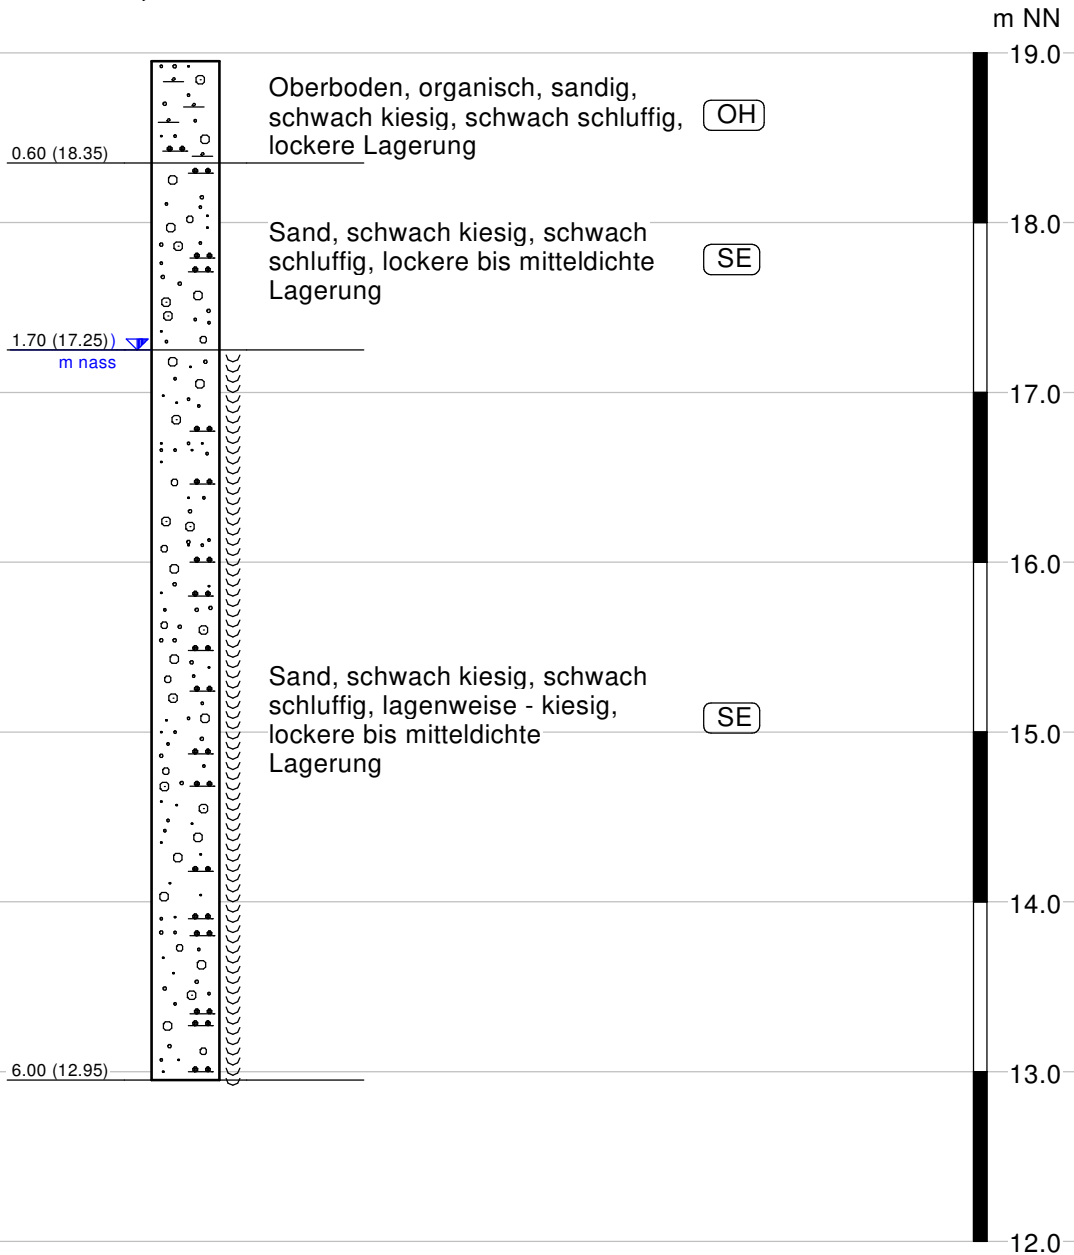 m NN
19.0
Oberboden, organisch, sandig,
schwach kiesig, schwach schluffig,
lockere Lagerung
OH
0.60 (18.35)
18.0
Sand, schwach kiesig, schwach
schluffig, lockere bis mitteldichte
Lagerung
SE
1.70 (17.25))
m nass
17.0
16.0
Sand, schwach kiesig, schwach
schluffig, lagenweise - kiesig,
lockere bis mitteldichte
Lagerung
SE
15.0
14.0
6.00 (12.95)
13.0
12.0